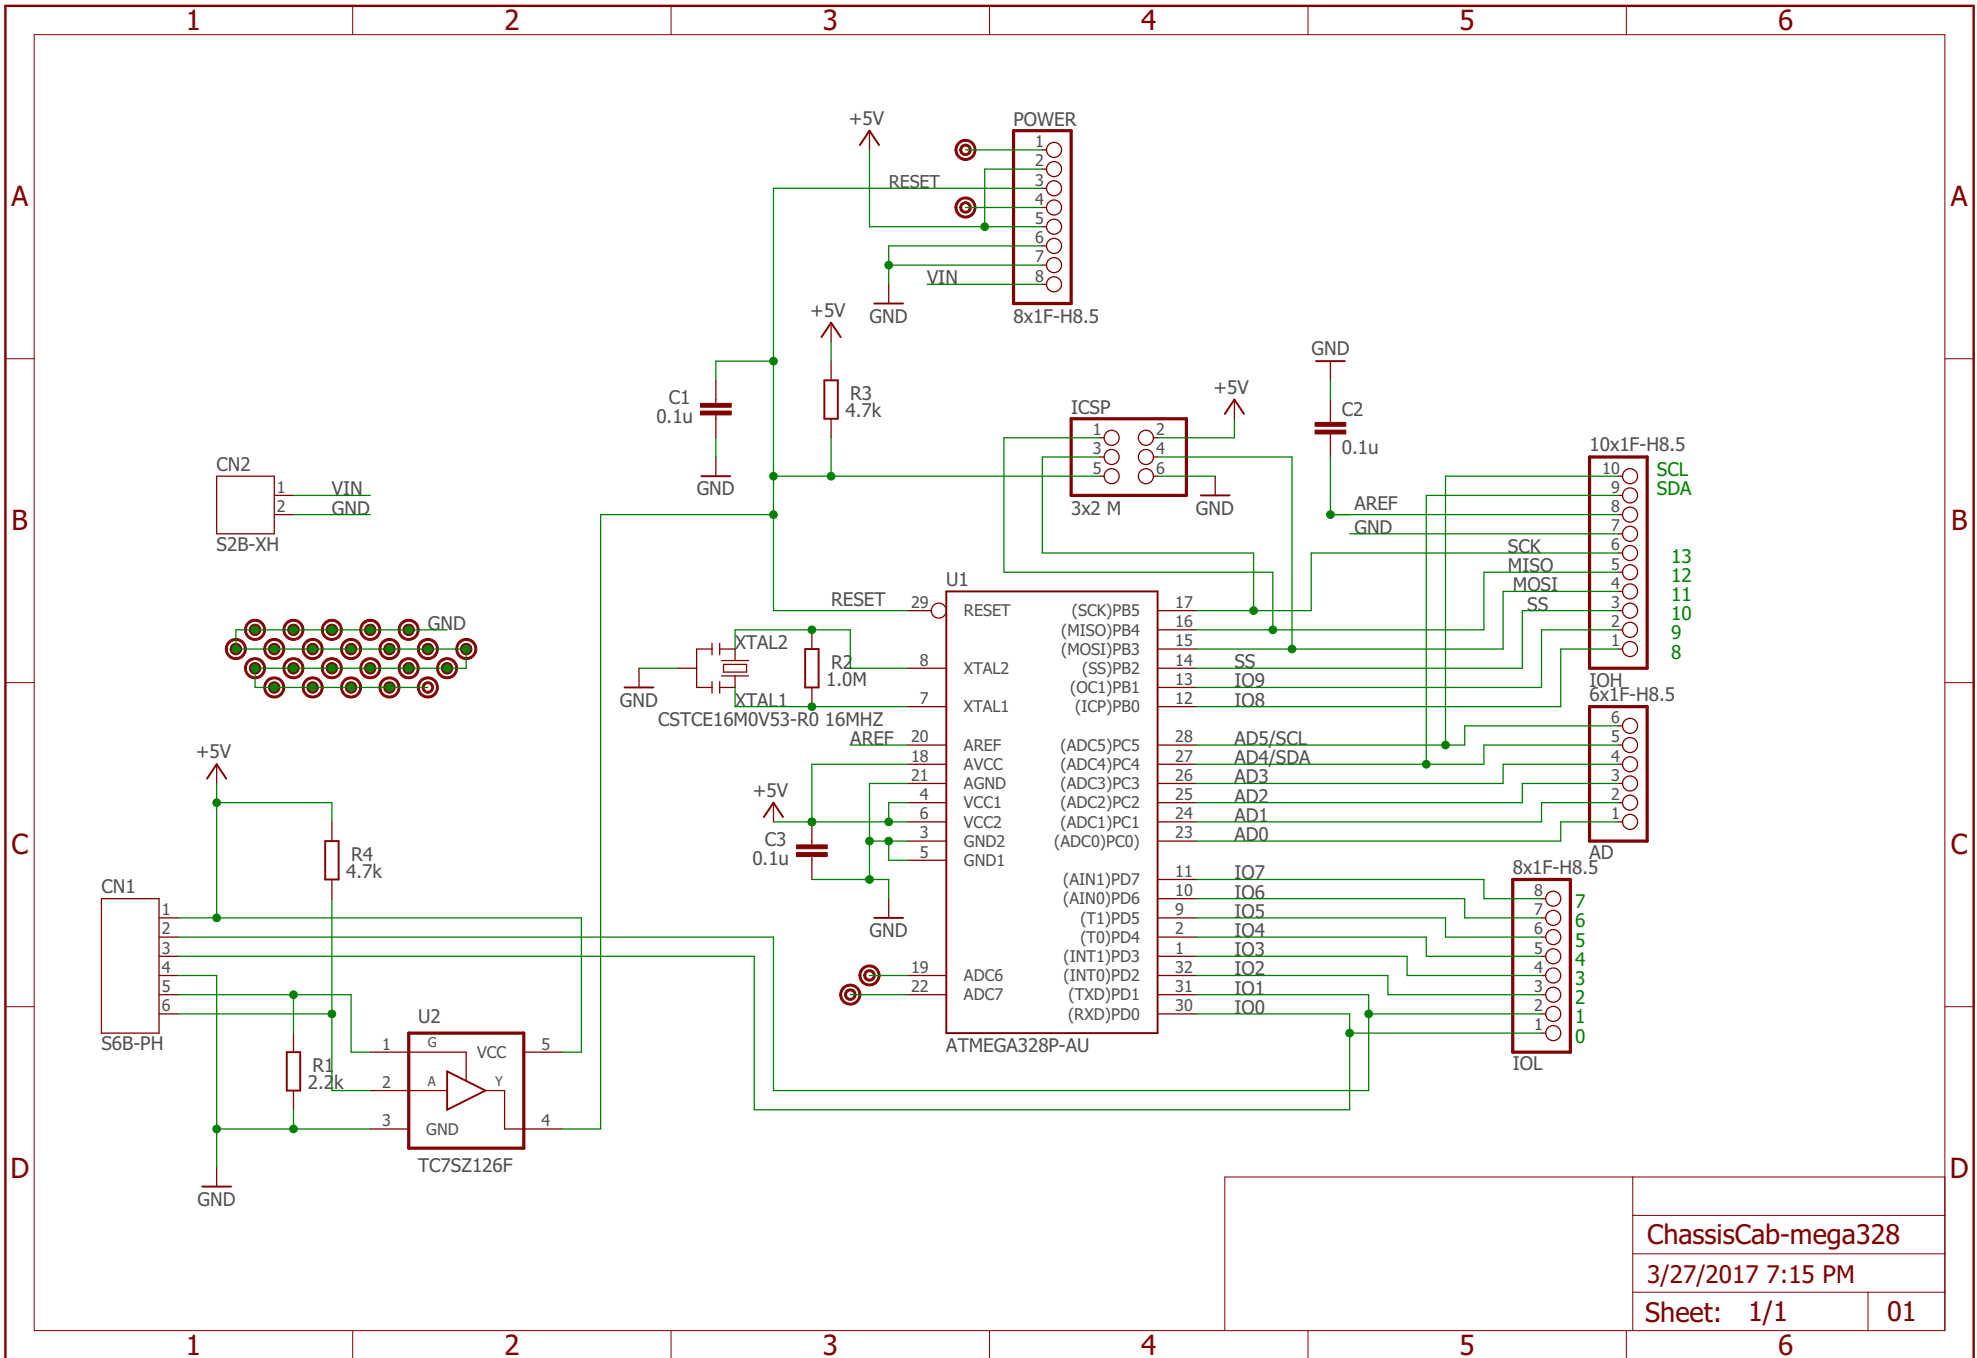 1 2 3 4 5 6
A A
B B
C C
D D
1 2 3 4 5 6
POWER
+5V
RESET
VIN
GND
1
2
3
4
5
6
7
8
8x1F-H8.5
+5V
R3
4.7k
C1
0.1u
GND
ICSP
1 2
3 4
5 6
3x2 M
+5V
GND
GND
C2
0.1u
AREF
GND
SCK
MISO
MOSI
SS
10x1F-H8.5
10 SCL
9 SDA
8
7
6 13
5 12
4 11
3 10
2 9
1 8
IOH
CN2
1 VIN
2 GND
S2B-XH
GND
GND
XTAL2
XTAL1
R2
1.0M
CSTCE16M0V53-R0 16MHZ
RESET
AREF
+5V
C3
0.1u
GND
U1
29 RESET
8 XTAL2
7 XTAL1
20 AREF
18 AVCC
21 AGND
4 VCC1
6 VCC2
3 GND2
5 GND1
19 ADC6
22 ADC7
(SCK)PB5 17
(MISO)PB4 16
(MOSI)PB3 15
(SS)PB2 14 SS
(OC1)PB1 13 IO9
(ICP)PB0 12 IO8
(ADC5)PC5 28 AD5/SCL
(ADC4)PC4 27 AD4/SDA
(ADC3)PC3 26 AD3
(ADC2)PC2 25 AD2
(ADC1)PC1 24 AD1
(ADC0)PC0) 23 AD0
(AIN1)PD7 11 IO7
(AIN0)PD6 10 IO6
(T1)PD5 9 IO5
(T0)PD4 2 IO4
(INT1)PD3 1 IO3
(INT0)PD2 32 IO2
(TXD)PD1 31 IO1
(RXD)PD0 30 IO0
ATMEGA328P-AU
6x1F-H8.5
6
5
4
3
2
1
AD
8x1F-H8.5
8 7
7 6
6 5
5 4
4 3
3 2
2 1
1 0
IOL
+5V
R4
4.7k
CN1
1
2
3
4
5
6
S6B-PH
R1
2.2k
GND
U2
1 G VCC 5
2 A Y
3 GND 4
TC7SZ126F
ChassisCab-mega328
3/27/2017 7:15 PM
Sheet: 1/1 01